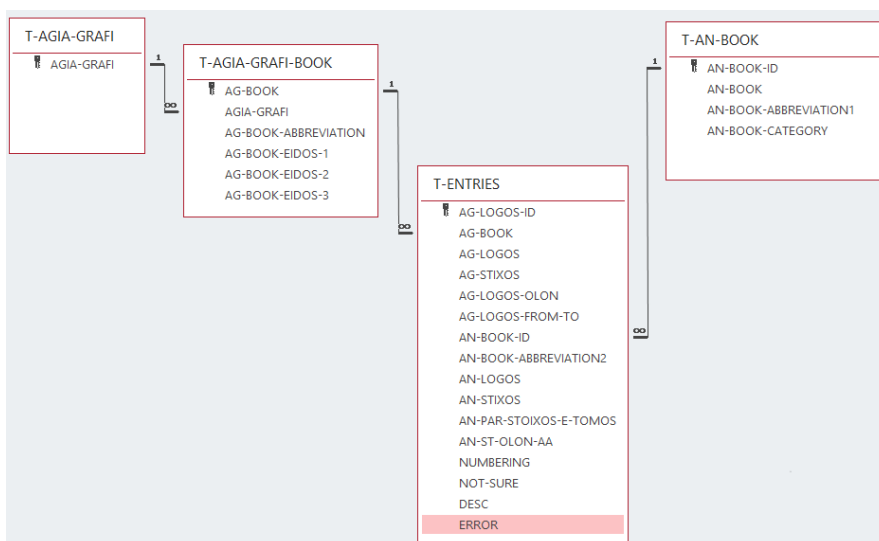 T-AGIA-GRAFI
AGIA-GRAFI
1
∞
T-AGIA-GRAFI-BOOK
AG-BOOK
AGIA-GRAFI
AG-BOOK-ABBREVIATION
AG-BOOK-EIDOS-1
AG-BOOK-EIDOS-2
AG-BOOK-EIDOS-3
1
∞
T-ENTRIES
AG-LOGOS-ID
AG-BOOK
AG-LOGOS
AG-STIXOS
AG-LOGOS-OLON
AG-LOGOS-FROM-TO
AN-BOOK-ID
AN-BOOK-ABBREVIATION2
AN-LOGOS
AN-STIXOS
AN-PAR-STOIXOS-E-TOMOS
AN-ST-OLON-AA
NUMBERING
NOT-SURE
DESC
ERROR
∞
1
T-AN-BOOK
AN-BOOK-ID
AN-BOOK
AN-BOOK-ABBREVIATION1
AN-BOOK-CATEGORY